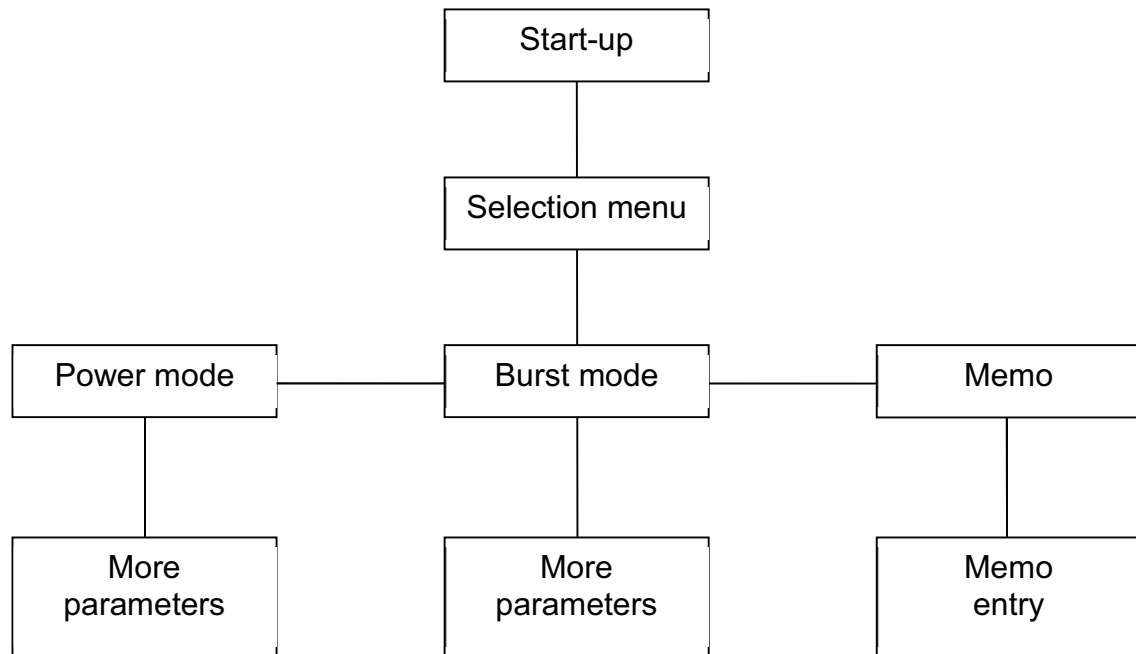 Start-up
Selection menu
Power mode
Burst mode
Memo
More
parameters
More
parameters
Memo
entry